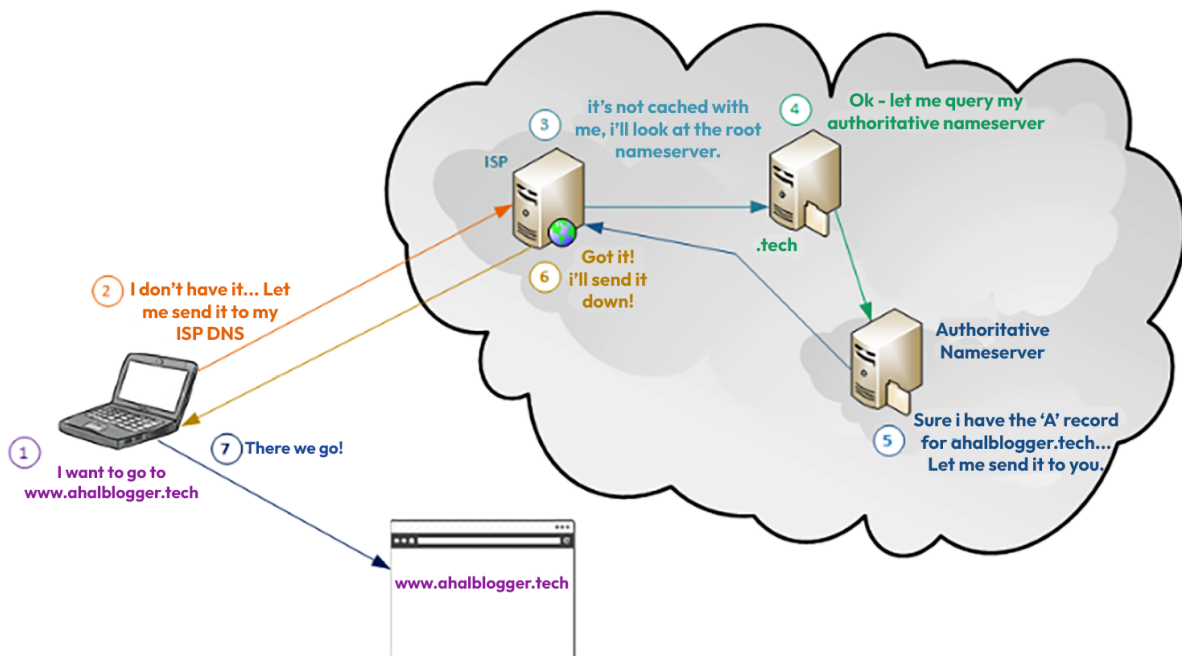 1
I want to go to
www.ahalblogger.tech
2
I don't have it... Let
me send it to my
ISP DNS
3
it's not cached with
me, i'll look at the root
nameserver.
ISP
4
Ok - let me query my
authoritative nameserver
.tech
Authoritative
Nameserver
5
Sure i have the 'A' record
for ahalblogger.tech...
Let me send it to you.
6
Got it!
i'll send it
down!
7
There we go!
www.ahalblogger.tech